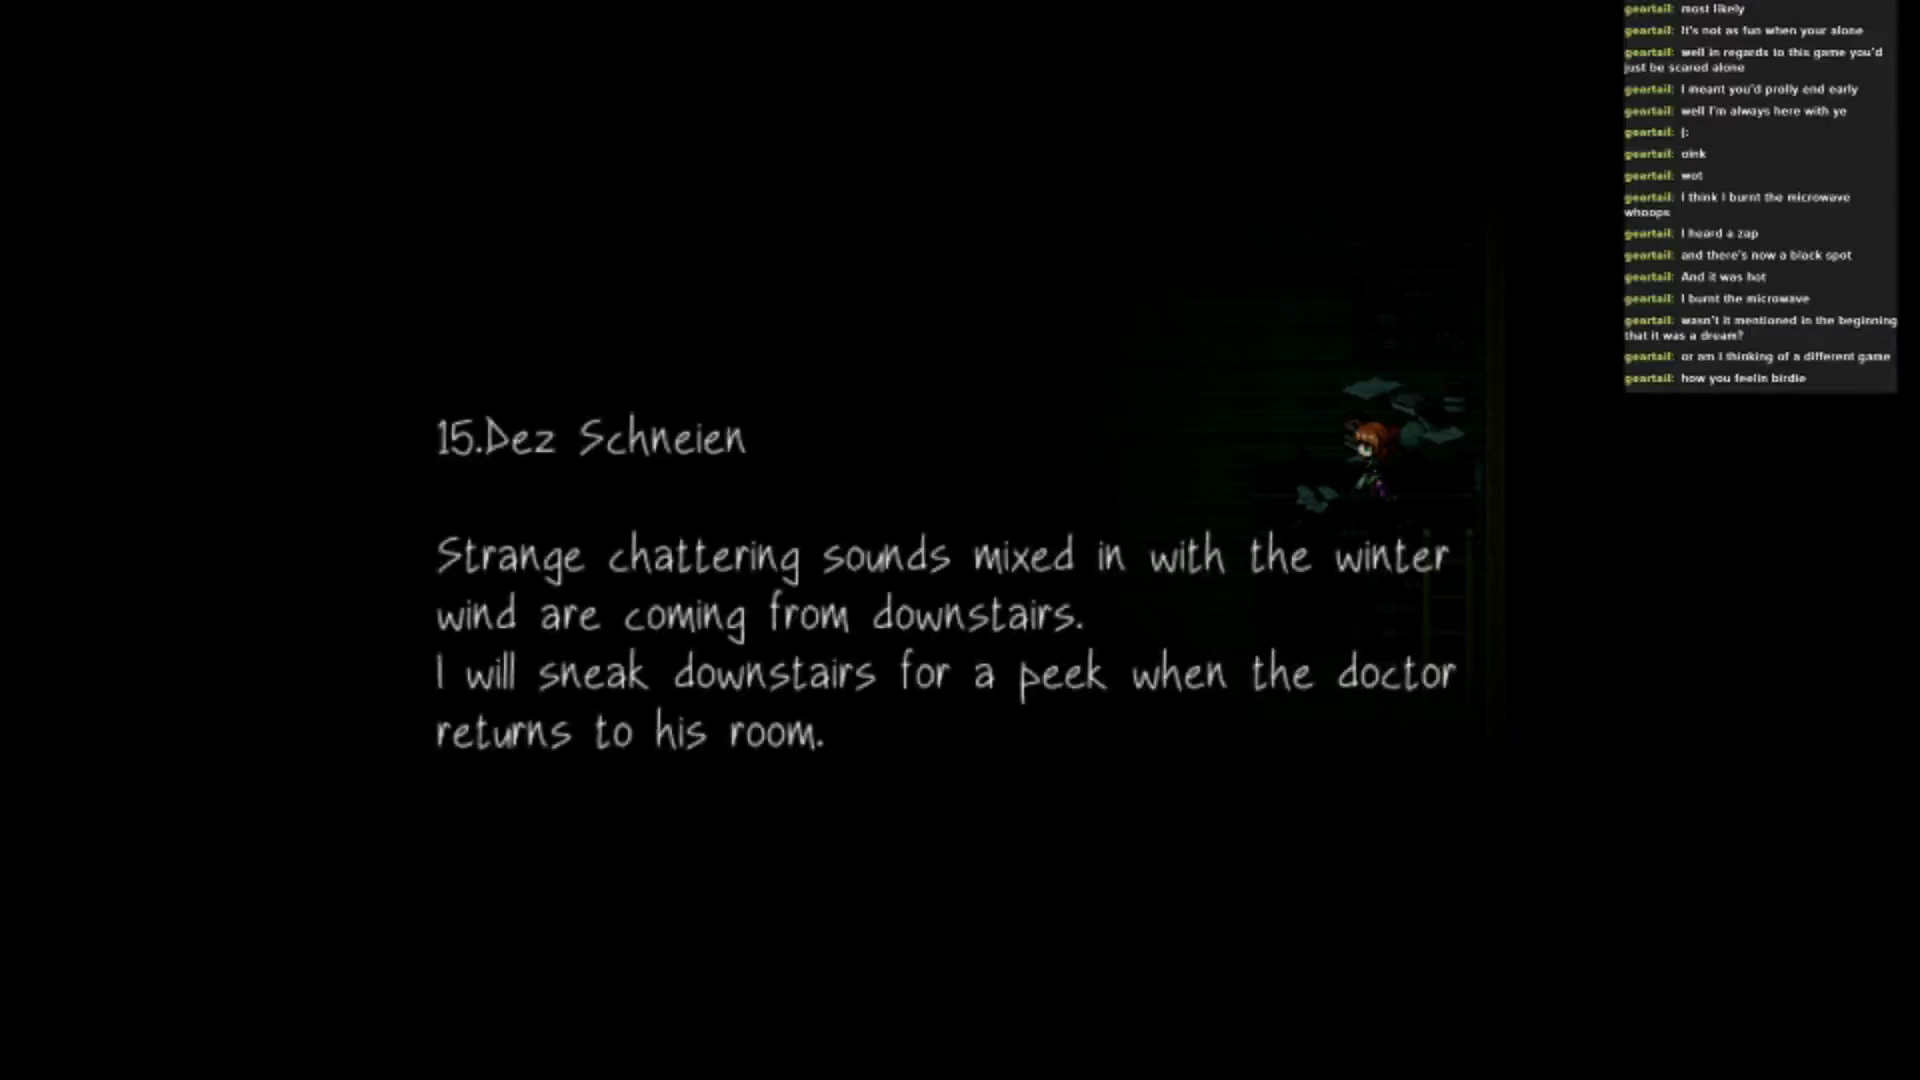 geartail: most likely
geartail: It's not as fun when your alone
geartail: well in regards to this game you'd
just be scared alone
geartail: I meant you'd prolly end early
geartail: well I'm always here with ye
geartail: |:
geartail: oink
geartail: wot
geartail: I think I burnt the microwave
whoops
geartail: I heard a zap
geartail: and there's now a black spot
geartail: And it was hot
geartail: I burnt the microwave
geartail: wasn't it mentioned in the beginning
that it was a dream?
geartail: or am I thinking of a different game
geartail: how you feelin birdie
15.Dez Schneien
Strange chattering sounds mixed in with the winter
wind are coming from downstairs.
I will sneak downstairs for a peek when the doctor
returns to his room.